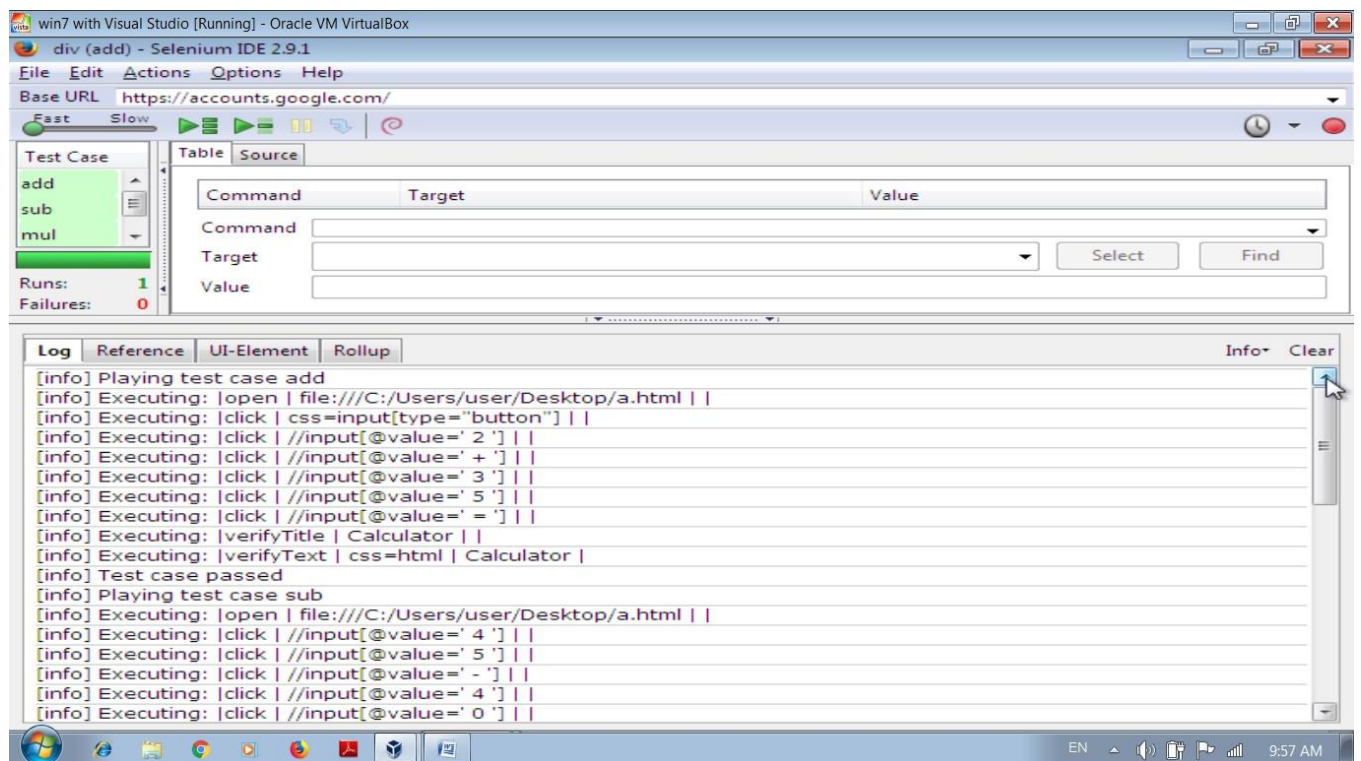 win7 with Visual Studio [Running] - Oracle VM VirtualBox
div (add) - Selenium IDE 2.9.1
File Edit Actions Options Help
Base URL https://accounts.google.com/
Fast Slow
Test Case
Table Source
add
sub
mul
Command Target Value
Command
Target Select Find
Value
Runs: 1
Failures: 0
Log Reference UI-Element Rollup Info Clear
[info] Playing test case add
[info] Executing: |open | file:///C:/Users/user/Desktop/a.html | |
[info] Executing: |click | css=input[type="button"] | |
[info] Executing: |click | //input[@value=' 2 '] | |
[info] Executing: |click | //input[@value=' + '] | |
[info] Executing: |click | //input[@value=' 3 '] | |
[info] Executing: |click | //input[@value=' 5 '] | |
[info] Executing: |click | //input[@value=' = '] | |
[info] Executing: |verifyTitle | Calculator | |
[info] Executing: |verifyText | css=html | Calculator |
[info] Test case passed
[info] Playing test case sub
[info] Executing: |open | file:///C:/Users/user/Desktop/a.html | |
[info] Executing: |click | //input[@value=' 4 '] | |
[info] Executing: |click | //input[@value=' 5 '] | |
[info] Executing: |click | //input[@value=' - '] | |
[info] Executing: |click | //input[@value=' 4 '] | |
[info] Executing: |click | //input[@value=' 0 '] | |
EN 9:57 AM